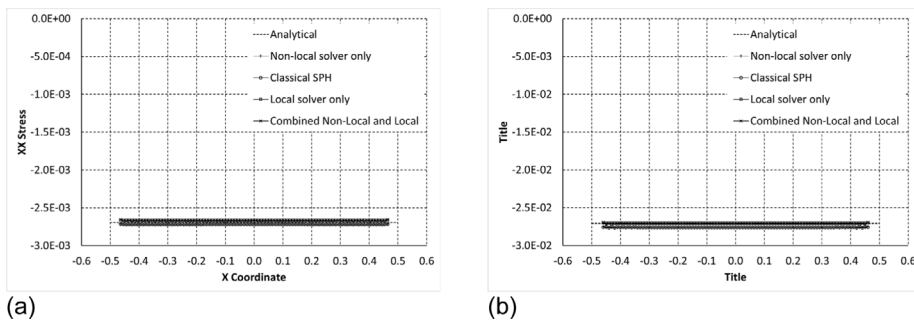 0.0E+00
-5.0E-04
-1.0E-03
-1.5E-03
-2.0E-03
-2.5E-03
-3.0E-03
XX Stress
Analytical
Non-local solver only
Classical SPH
Local solver only
Combined Non-Local and Local
-0.6 -0.5 -0.4 -0.3 -0.2 -0.1 0.0 0.1 0.2 0.3 0.4 0.5 0.6
X Coordinate
(a)
0.0E+00
-5.0E-03
-1.0E-02
-1.5E-02
-2.0E-02
-2.5E-02
-3.0E-02
Title
Analytical
Non-local solver only
Classical SPH
Local solver only
Combined Non-Local and Local
-0.6 -0.5 -0.4 -0.3 -0.2 -0.1 0.0 0.1 0.2 0.3 0.4 0.5 0.6
Title
(b)